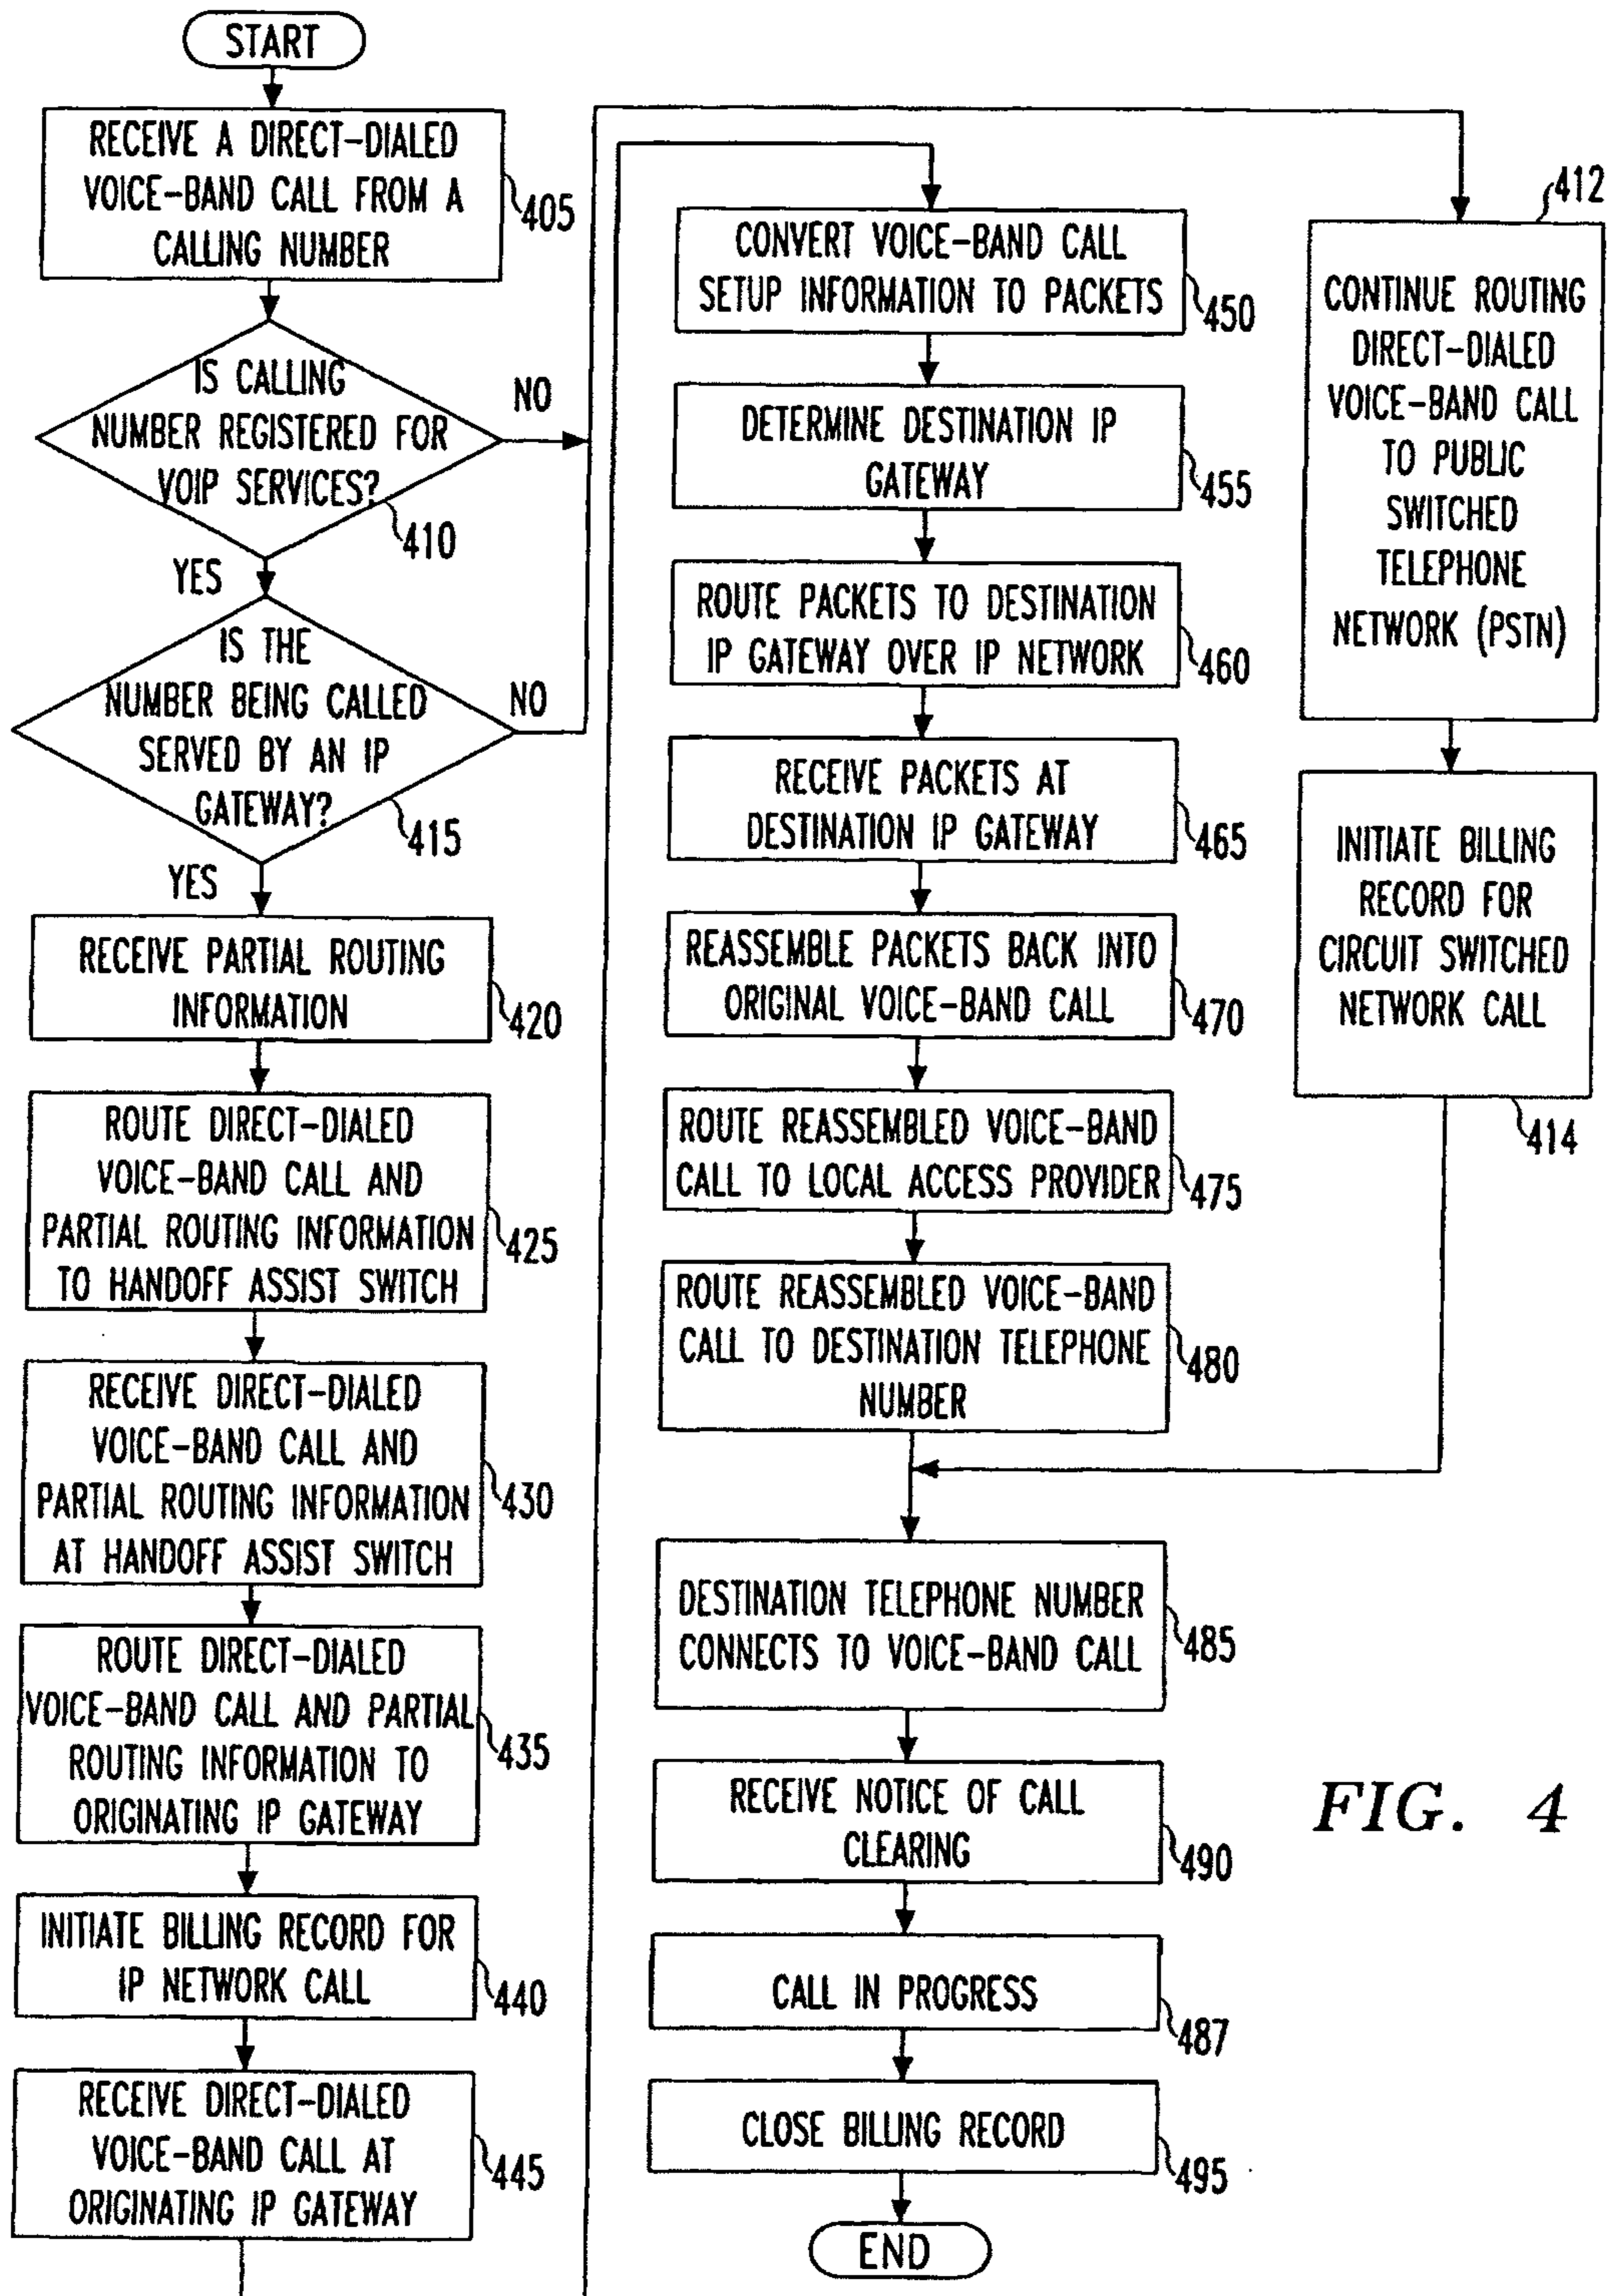 START
RECEIVE A DIRECT-DIALED
VOICE-BAND CALL FROM A
CALLING NUMBER
405
IS CALLING
NUMBER REGISTERED FOR
VOIP SERVICES?
410
NO
YES
IS THE
NUMBER BEING CALLED
SERVED BY AN IP
GATEWAY?
415
NO
YES
RECEIVE PARTIAL ROUTING
INFORMATION
420
ROUTE DIRECT-DIALED
VOICE-BAND CALL AND
PARTIAL ROUTING INFORMATION
TO HANDOFF ASSIST SWITCH
425
RECEIVE DIRECT-DIALED
VOICE-BAND CALL AND
PARTIAL ROUTING INFORMATION
AT HANDOFF ASSIST SWITCH
430
ROUTE DIRECT-DIALED
VOICE-BAND CALL AND PARTIAL
ROUTING INFORMATION TO
ORIGINATING IP GATEWAY
435
INITIATE BILLING RECORD FOR
IP NETWORK CALL
440
RECEIVE DIRECT-DIALED
VOICE-BAND CALL AT
ORIGINATING IP GATEWAY
445
CONVERT VOICE-BAND CALL
SETUP INFORMATION TO PACKETS
450
DETERMINE DESTINATION IP
GATEWAY
455
ROUTE PACKETS TO DESTINATION
IP GATEWAY OVER IP NETWORK
460
RECEIVE PACKETS AT
DESTINATION IP GATEWAY
465
REASSEMBLE PACKETS BACK INTO
ORIGINAL VOICE-BAND CALL
470
ROUTE REASSEMBLED VOICE-BAND
CALL TO LOCAL ACCESS PROVIDER
475
ROUTE REASSEMBLED VOICE-BAND
CALL TO DESTINATION TELEPHONE
NUMBER
480
DESTINATION TELEPHONE NUMBER
CONNECTS TO VOICE-BAND CALL
485
RECEIVE NOTICE OF CALL
CLEARING
490
CALL IN PROGRESS
487
CLOSE BILLING RECORD
495
END
412
CONTINUE ROUTING
DIRECT-DIALED
VOICE-BAND CALL
TO PUBLIC
SWITCHED
TELEPHONE
NETWORK (PSTN)
INITIATE BILLING
RECORD FOR
CIRCUIT SWITCHED
NETWORK CALL
414
FIG. 4